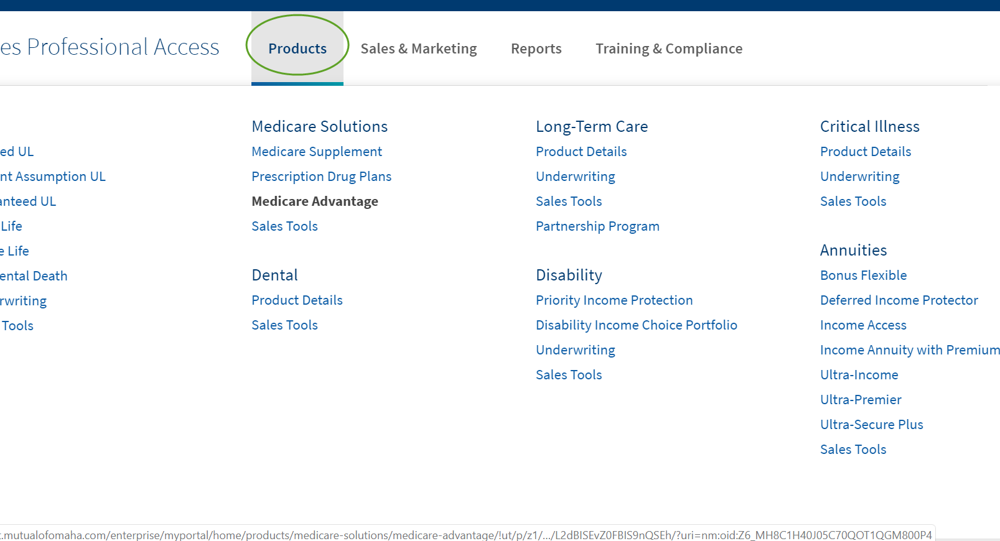 es Professional Access
Products
Sales & Marketing
Reports
Training & Compliance
ed UL
nt Assumption UL
anteed UL
Life
e Life
ental Death
rwriting
Tools
Medicare Solutions
Medicare Supplement
Prescription Drug Plans
Medicare Advantage
Sales Tools
Dental
Product Details
Sales Tools
Long-Term Care
Product Details
Underwriting
Sales Tools
Partnership Program
Disability
Priority Income Protection
Disability Income Choice Portfolio
Underwriting
Sales Tools
Critical Illness
Product Details
Underwriting
Sales Tools
Annuities
Bonus Flexible
Deferred Income Protector
Income Access
Income Annuity with Premium
Ultra-Income
Ultra-Premier
Ultra-Secure Plus
Sales Tools
t.mutualofomaha.com/enterprise/myportal/home/products/medicare-solutions/medicare-advantage/!ut/p/z1/.../L2dBISEvZ0FBIS9nQSEh/?uri=nm:oid:Z6_MH8C1H40J05C70QOT1QGM800P4